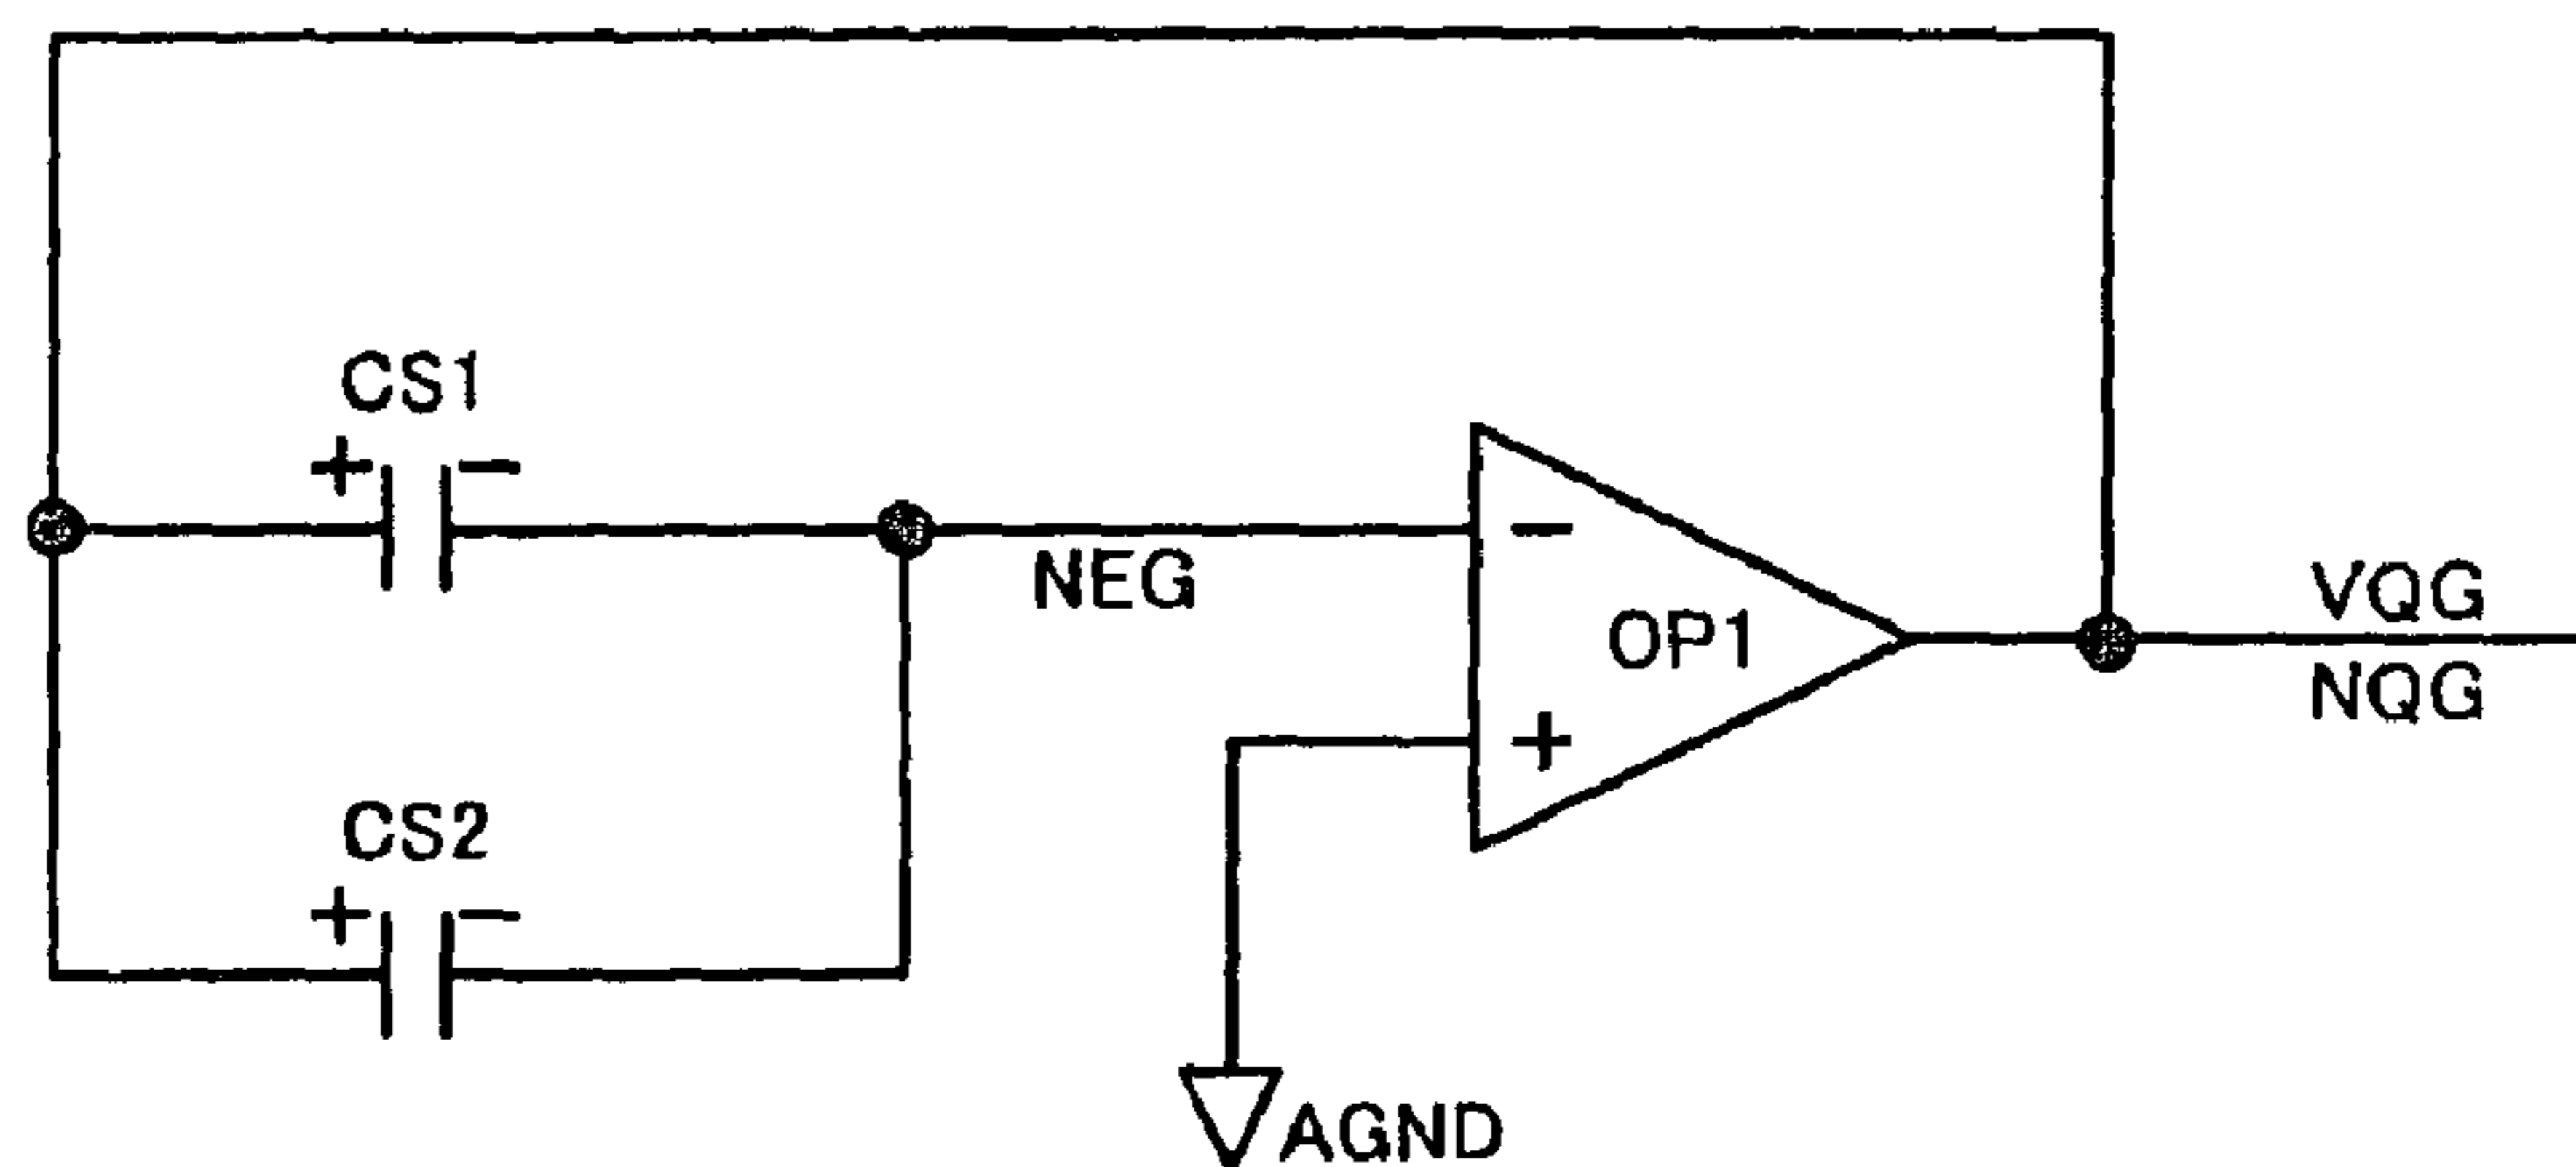 CS1
+ −
NEG
−
OP1
VQG
NQG
+
CS2
+ −
AGND